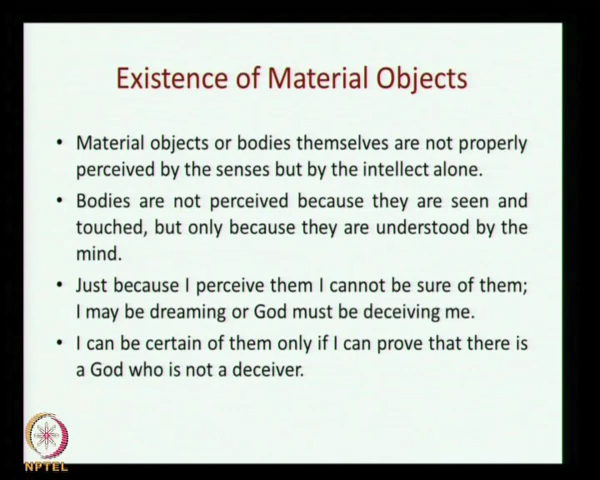 Existence of Material Objects
• Material objects or bodies themselves are not properly
perceived by the senses but by the intellect alone.
• Bodies are not perceived because they are seen and
touched, but only because they are understood by the
mind.
• Just because I perceive them I cannot be sure of them;
I may be dreaming or God must be deceiving me.
• I can be certain of them only if I can prove that there is
a God who is not a deceiver.
NPTEL